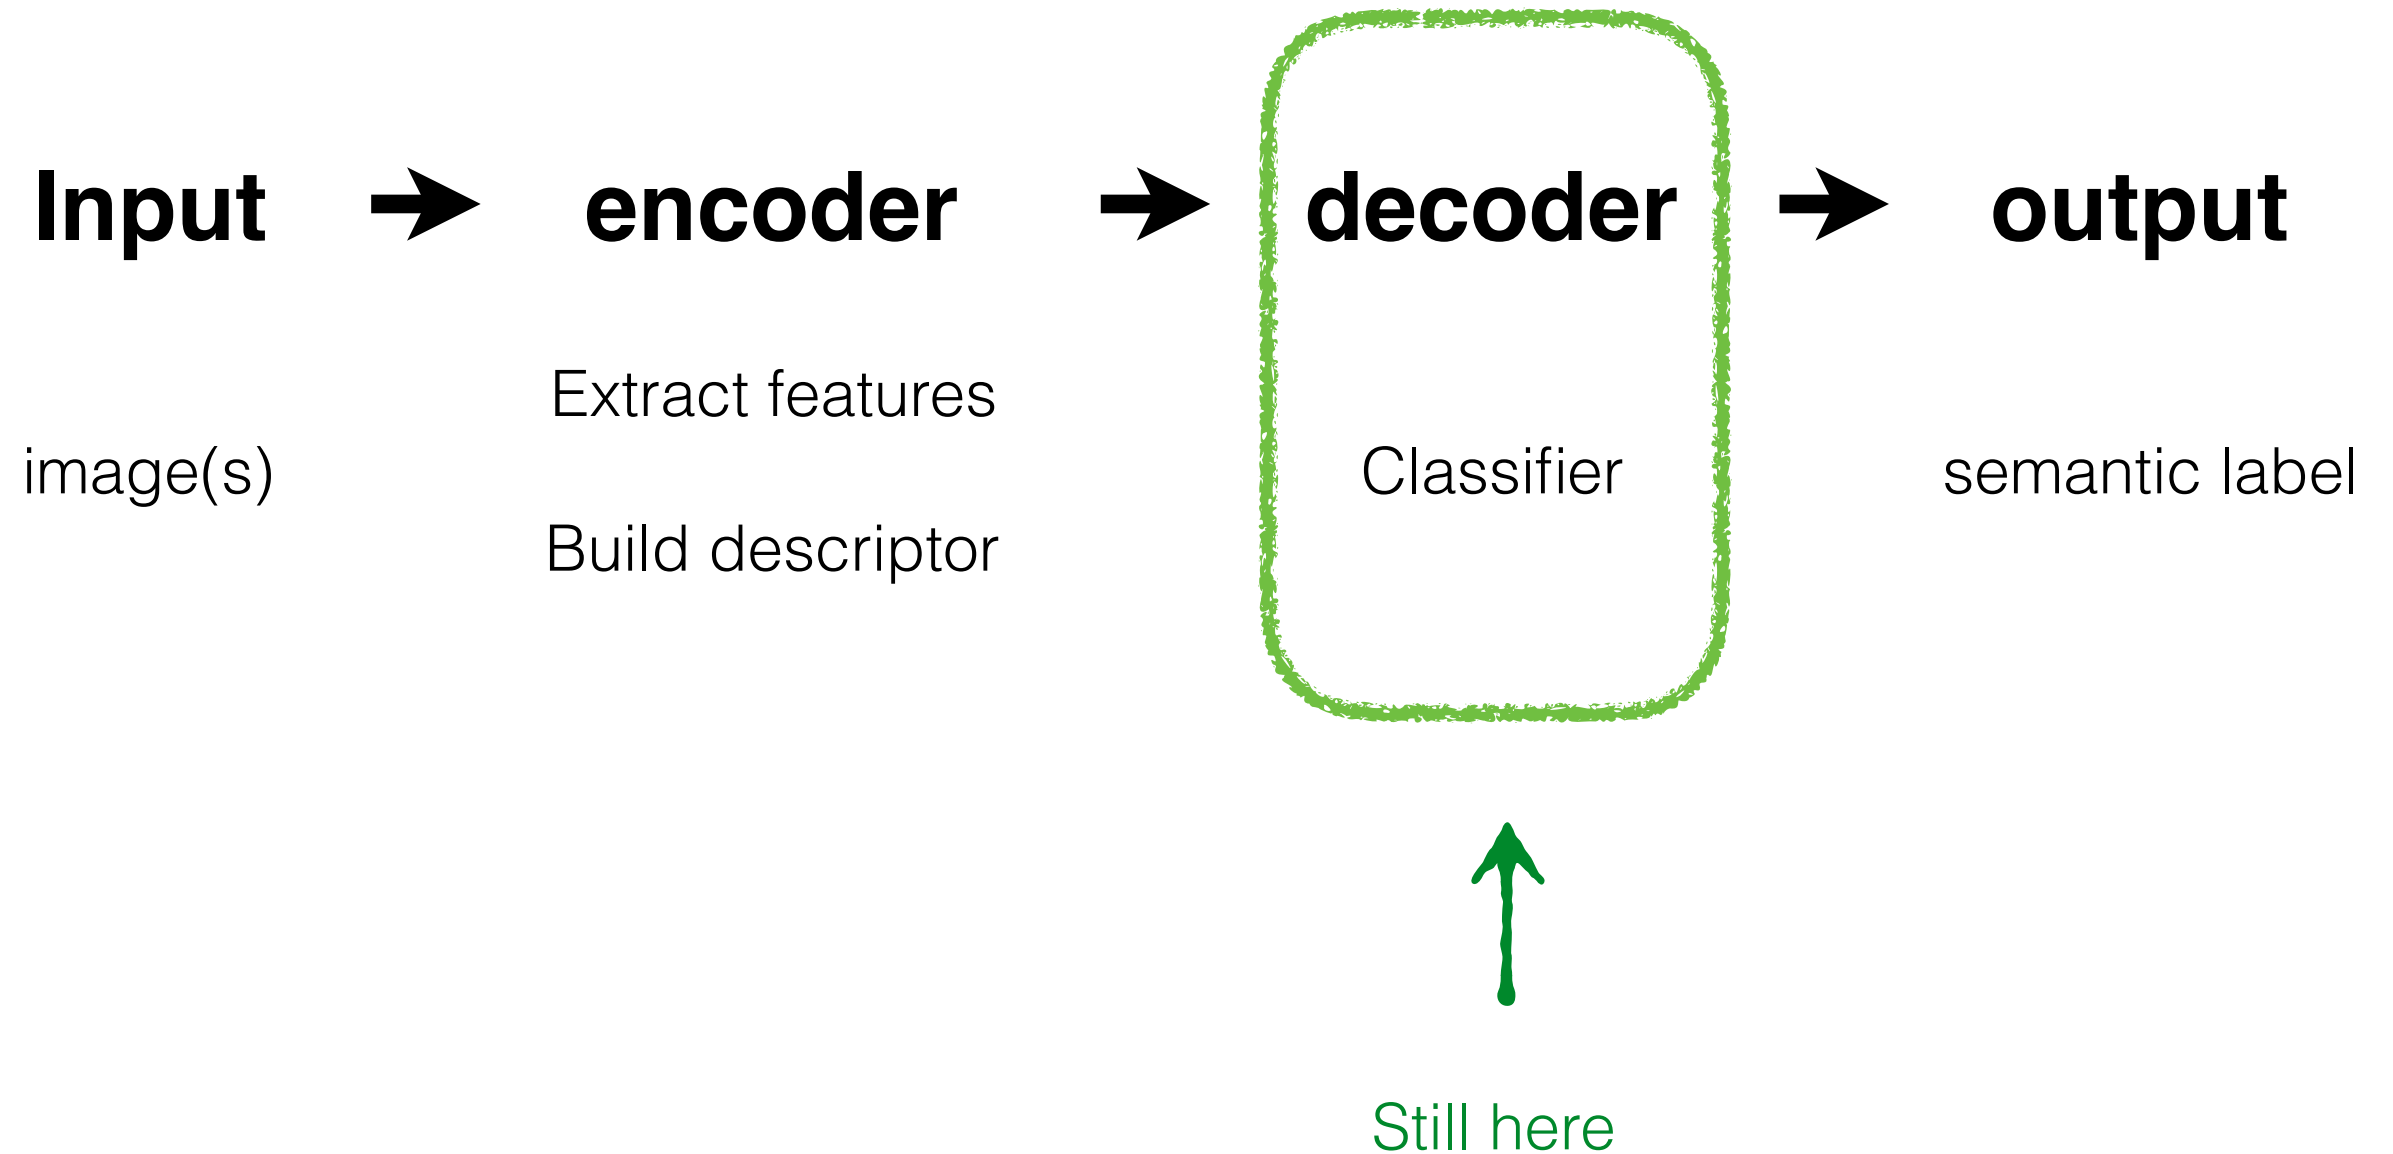 Input
encoder
decoder
output
image(s)
Extract features
Build descriptor
Classifier
semantic label
Still here